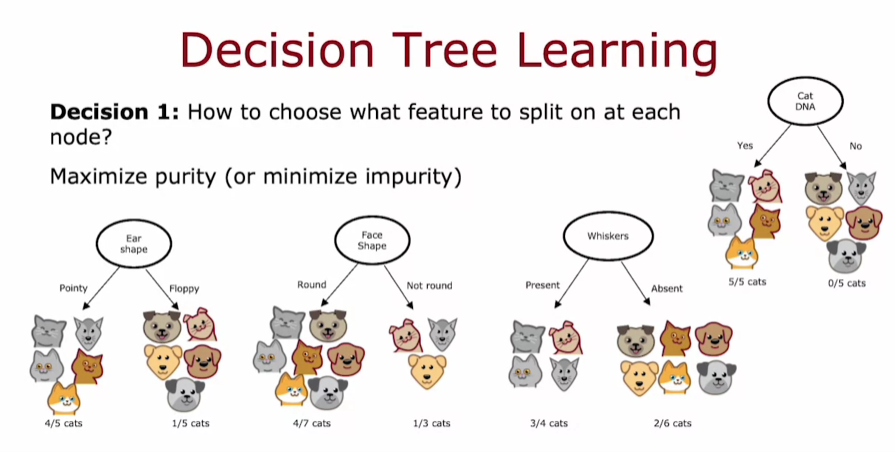 Decision Tree Learning
Decision 1: How to choose what feature to split on at each
node?
Maximize purity (or minimize impurity)
Cat
DNA
Yes
No
5/5 cats
0/5 cats
Ear
shape
Pointy
Floppy
4/5 cats
1/5 cats
Face
Shape
Round
Not round
4/7 cats
1/3 cats
Whiskers
Present
Absent
3/4 cats
2/6 cats